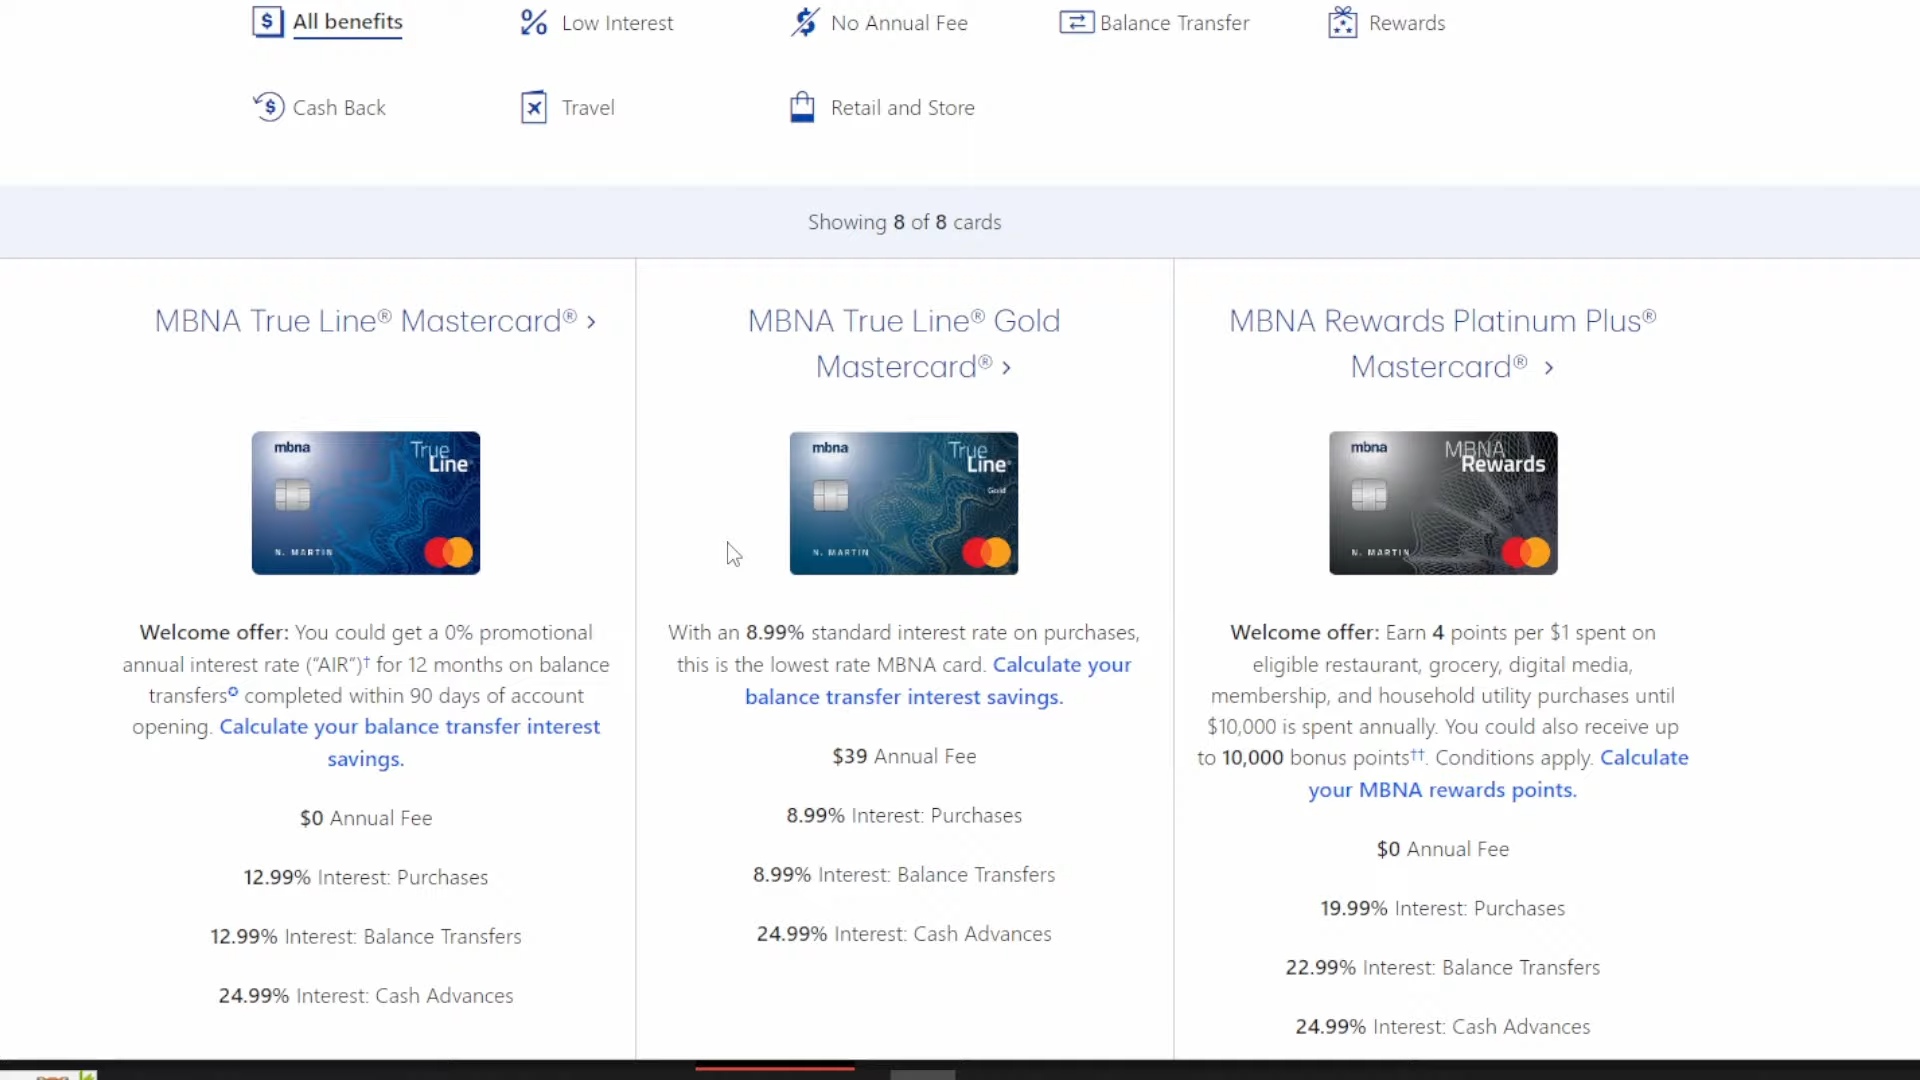 All benefits
Low Interest
No Annual Fee
Balance Transfer
Rewards
Cash Back
Travel
Retail and Store
Showing 8 of 8 cards
MBNA True Line® Mastercard® ›
mbna
True
Line®
N. MARTIN
Welcome offer: You could get a 0% promotional
annual interest rate (“AIR”)† for 12 months on balance
transfers✪ completed within 90 days of account
opening. Calculate your balance transfer interest
savings.
$0 Annual Fee
12.99% Interest: Purchases
12.99% Interest: Balance Transfers
24.99% Interest: Cash Advances
MBNA True Line® Gold
Mastercard® ›
mbna
True
Line®
Gold
N. MARTIN
With an 8.99% standard interest rate on purchases,
this is the lowest rate MBNA card. Calculate your
balance transfer interest savings.
$39 Annual Fee
8.99% Interest: Purchases
8.99% Interest: Balance Transfers
24.99% Interest: Cash Advances
MBNA Rewards Platinum Plus®
Mastercard® ›
mbna
MBNA
Rewards
N. MARTIN
Welcome offer: Earn 4 points per $1 spent on
eligible restaurant, grocery, digital media,
membership, and household utility purchases until
$10,000 is spent annually. You could also receive up
to 10,000 bonus points††. Conditions apply. Calculate
your MBNA rewards points.
$0 Annual Fee
19.99% Interest: Purchases
22.99% Interest: Balance Transfers
24.99% Interest: Cash Advances